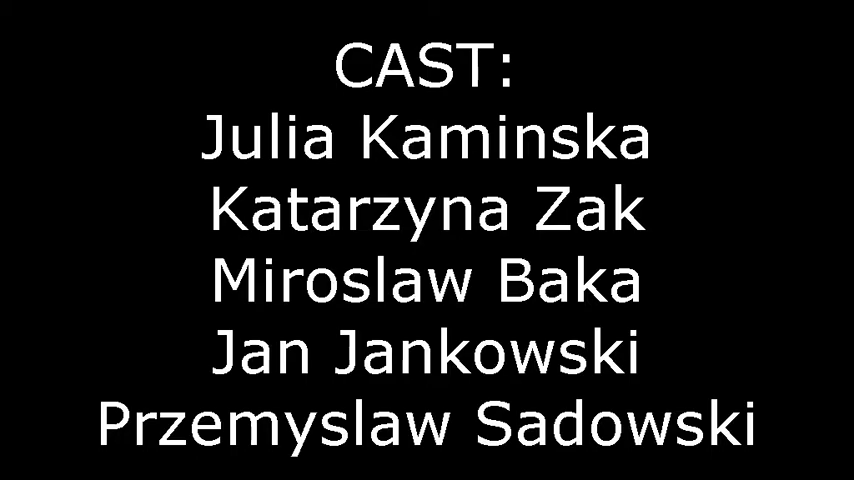 CAST:
Julia Kaminska
Katarzyna Zak
Miroslaw Baka
Jan Jankowski
Przemyslaw Sadowski